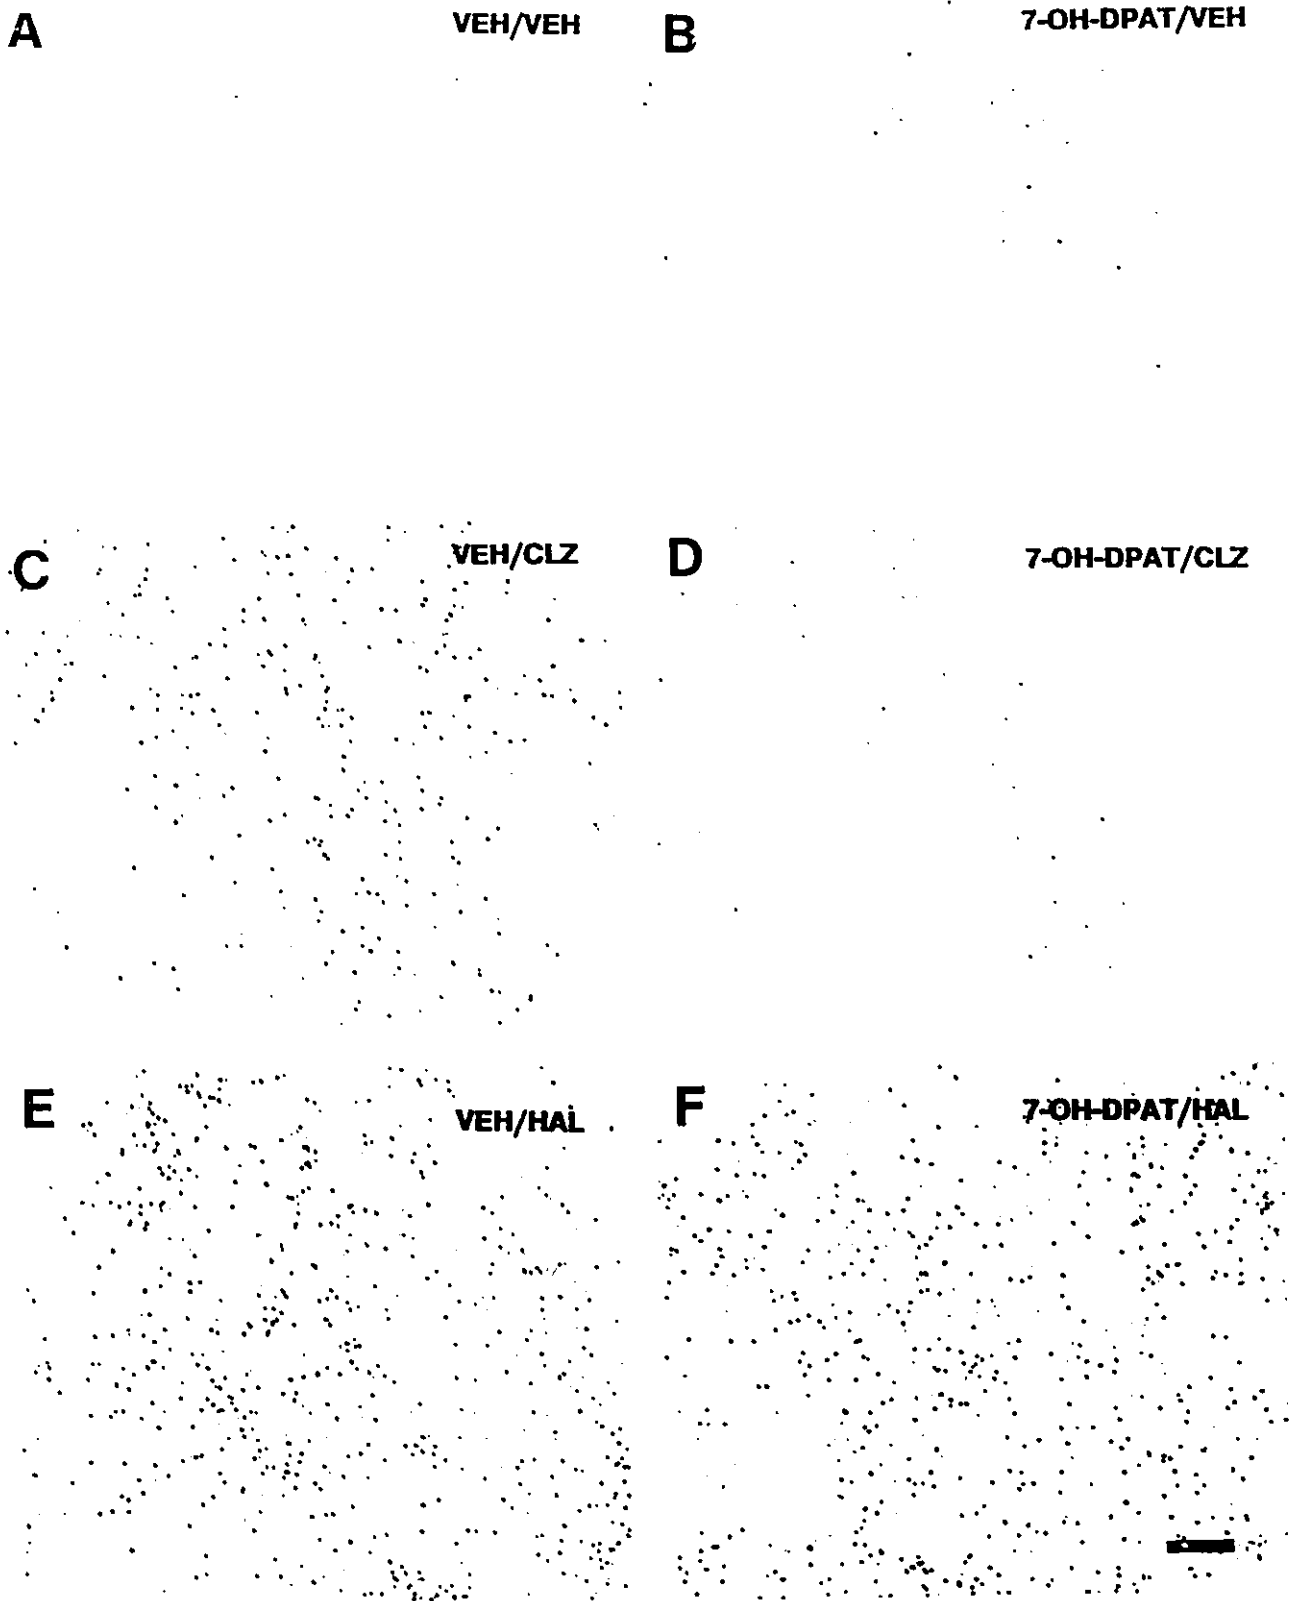 A VEH/VEH
B 7-OH-DPAT/VEH
C VEH/CLZ
D 7-OH-DPAT/CLZ
E VEH/HAL
F 7-OH-DPAT/HAL